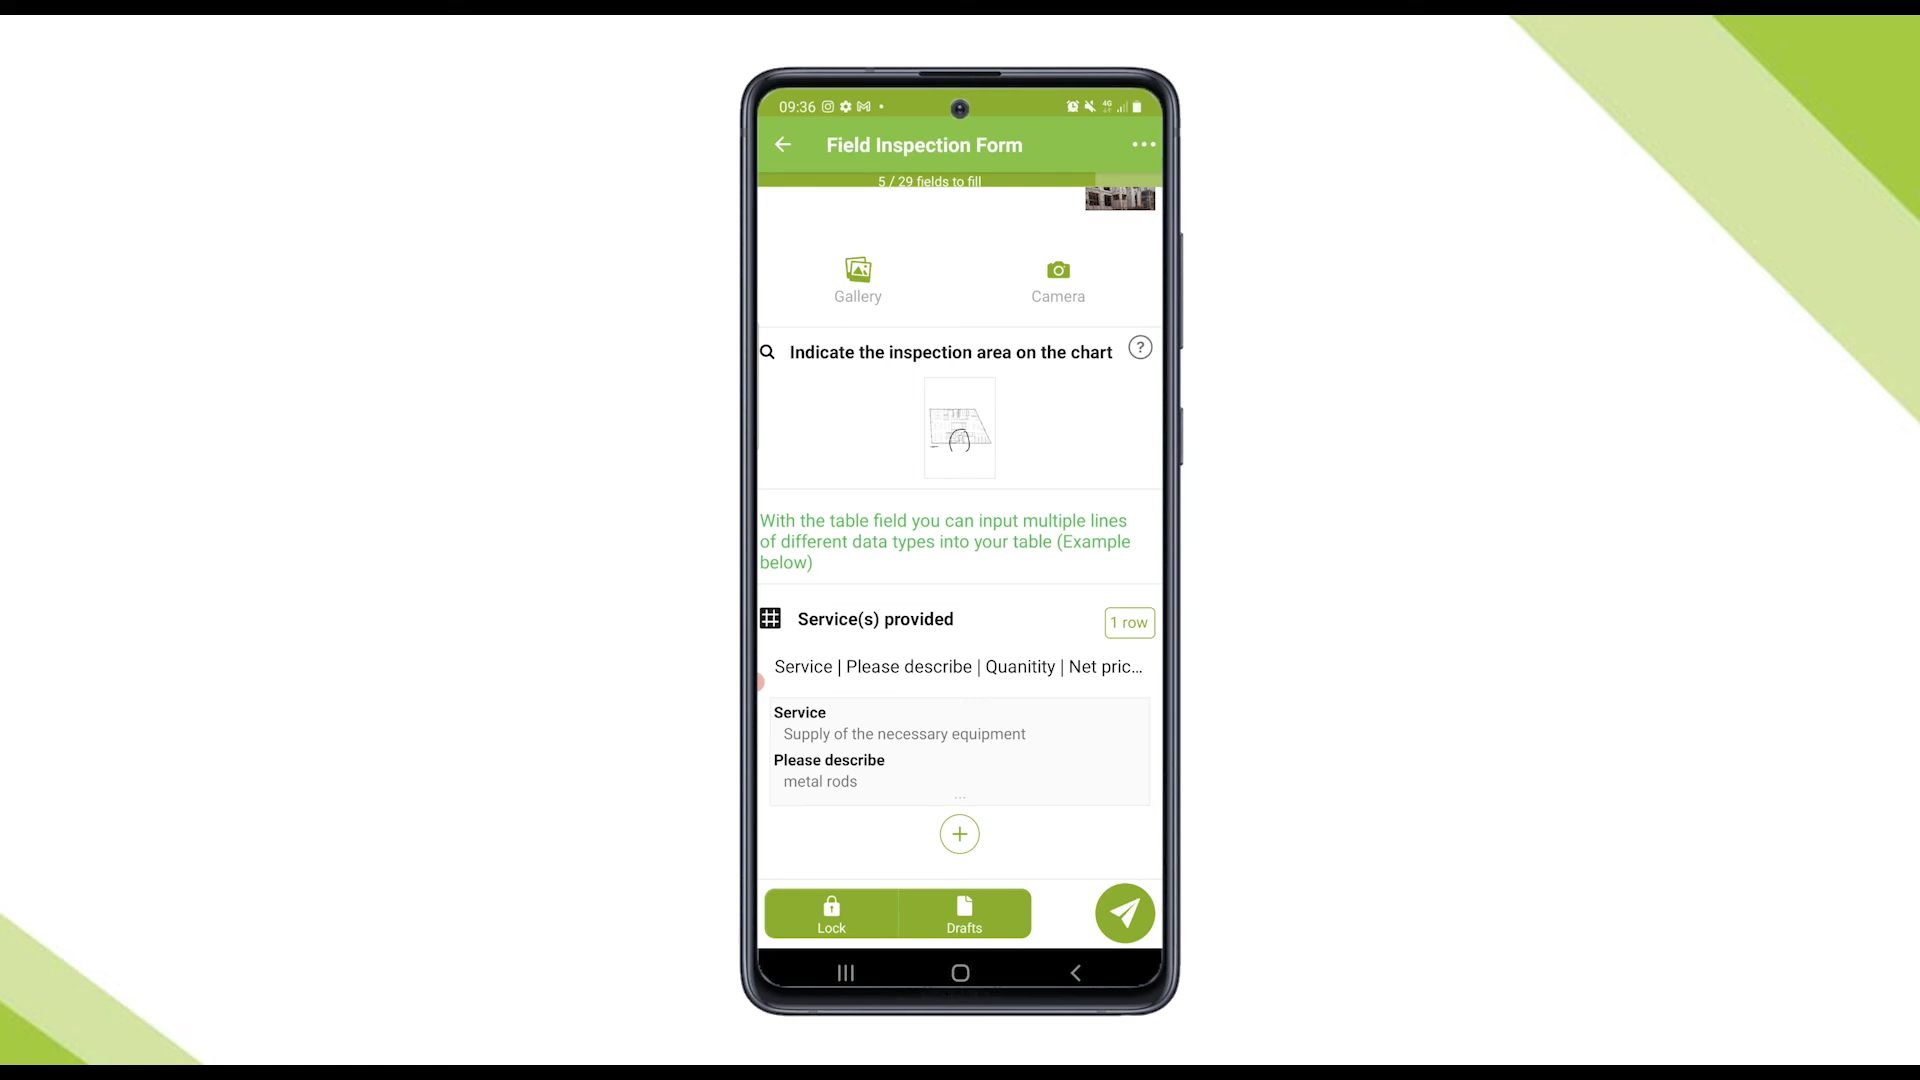 09:36
4G
Field Inspection Form
5 / 29 fields to fill
Gallery
Camera
Indicate the inspection area on the chart
?
With the table field you can input multiple lines
of different data types into your table (Example
below)
Service(s) provided
1 row
Service | Please describe | Quanitity | Net pric...
Service
Supply of the necessary equipment
Please describe
metal rods
...
Lock
Drafts